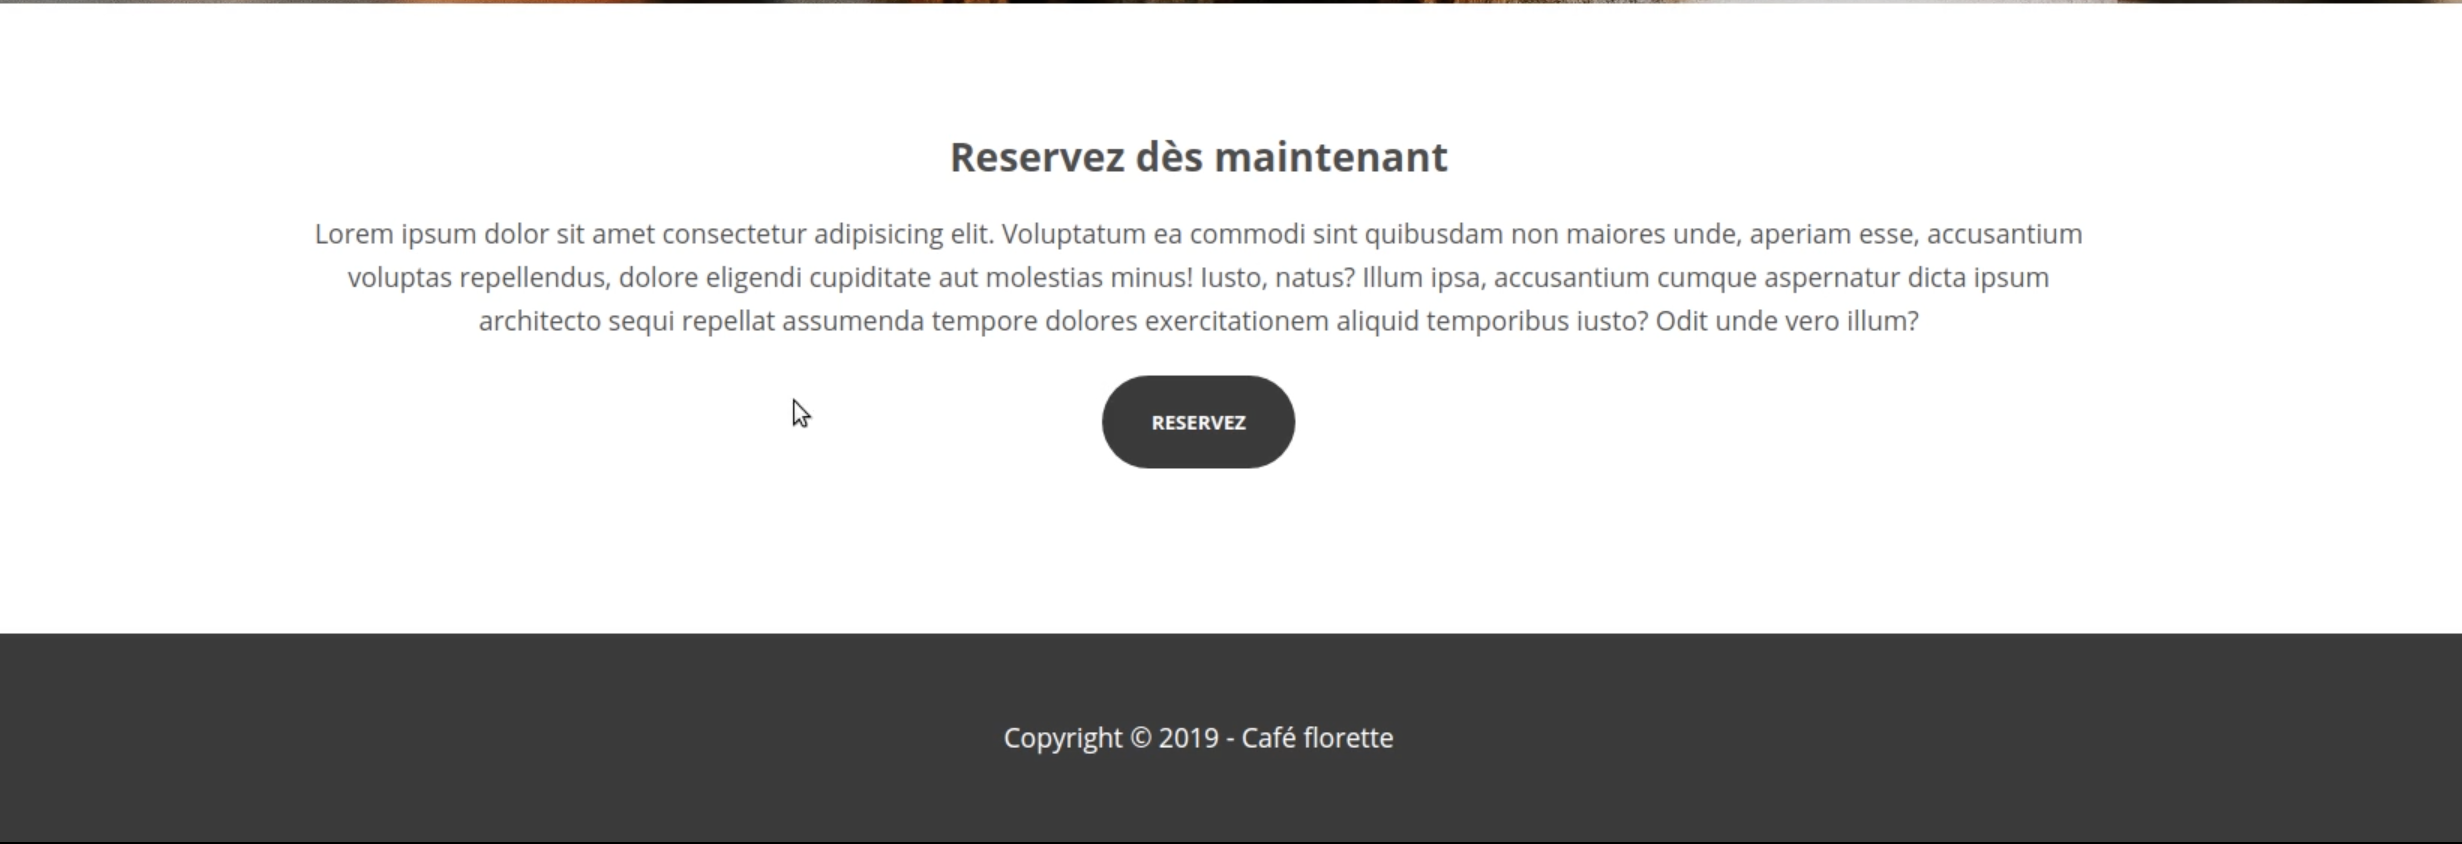 Reservez dès maintenant
Lorem ipsum dolor sit amet consectetur adipisicing elit. Voluptatum ea commodi sint quibusdam non maiores unde, aperiam esse, accusantium
voluptas repellendus, dolore eligendi cupiditate aut molestias minus! Iusto, natus? Illum ipsa, accusantium cumque aspernatur dicta ipsum
architecto sequi repellat assumenda tempore dolores exercitationem aliquid temporibus iusto? Odit unde vero illum?
RESERVEZ
Copyright © 2019 - Café florette